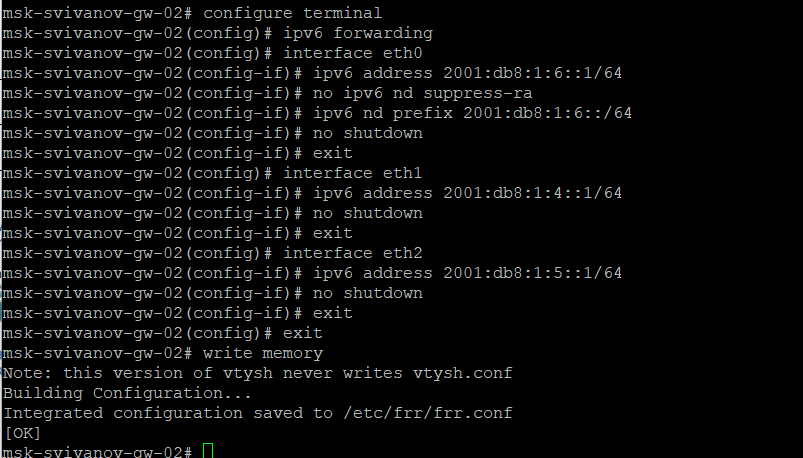 msk-svivanov-gw-02# configure terminal
msk-svivanov-gw-02(config)# ipv6 forwarding
msk-svivanov-gw-02(config)# interface eth0
msk-svivanov-gw-02(config-if)# ipv6 address 2001:db8:1:6::1/64
msk-svivanov-gw-02(config-if)# no ipv6 nd suppress-ra
msk-svivanov-gw-02(config-if)# ipv6 nd prefix 2001:db8:1:6::/64
msk-svivanov-gw-02(config-if)# no shutdown
msk-svivanov-gw-02(config-if)# exit
msk-svivanov-gw-02(config)# interface eth1
msk-svivanov-gw-02(config-if)# ipv6 address 2001:db8:1:4::1/64
msk-svivanov-gw-02(config-if)# no shutdown
msk-svivanov-gw-02(config-if)# exit
msk-svivanov-gw-02(config)# interface eth2
msk-svivanov-gw-02(config-if)# ipv6 address 2001:db8:1:5::1/64
msk-svivanov-gw-02(config-if)# no shutdown
msk-svivanov-gw-02(config-if)# exit
msk-svivanov-gw-02(config)# exit
msk-svivanov-gw-02# write memory
Note: this version of vtysh never writes vtysh.conf
Building Configuration...
Integrated configuration saved to /etc/frr/frr.conf
[OK]
msk-svivanov-gw-02#